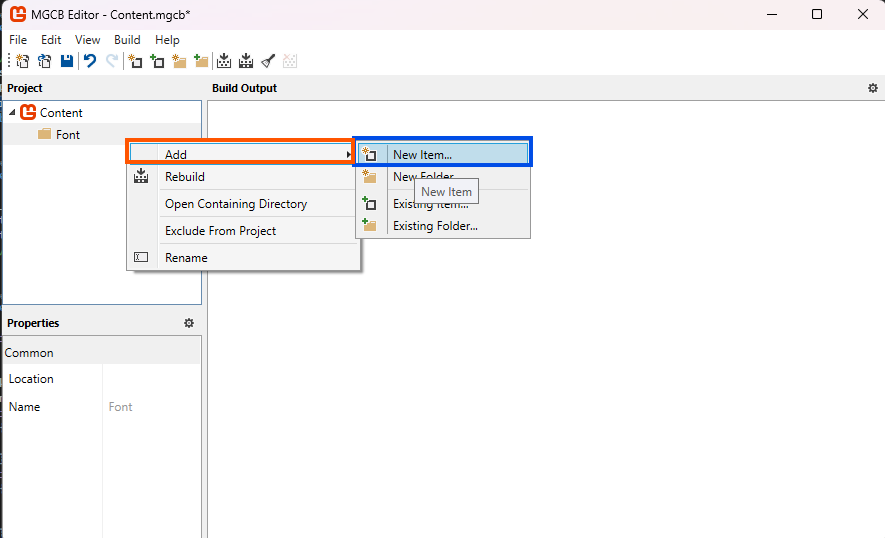 MGCB Editor - Content.mgcb*
File Edit View Build Help
Project
Build Output
Content
Font
Add
Rebuild
Open Containing Directory
Exclude From Project
Rename
New Item...
New Folder
New Item
Existing Item...
Existing Folder...
Properties
Common
Location
Name Font